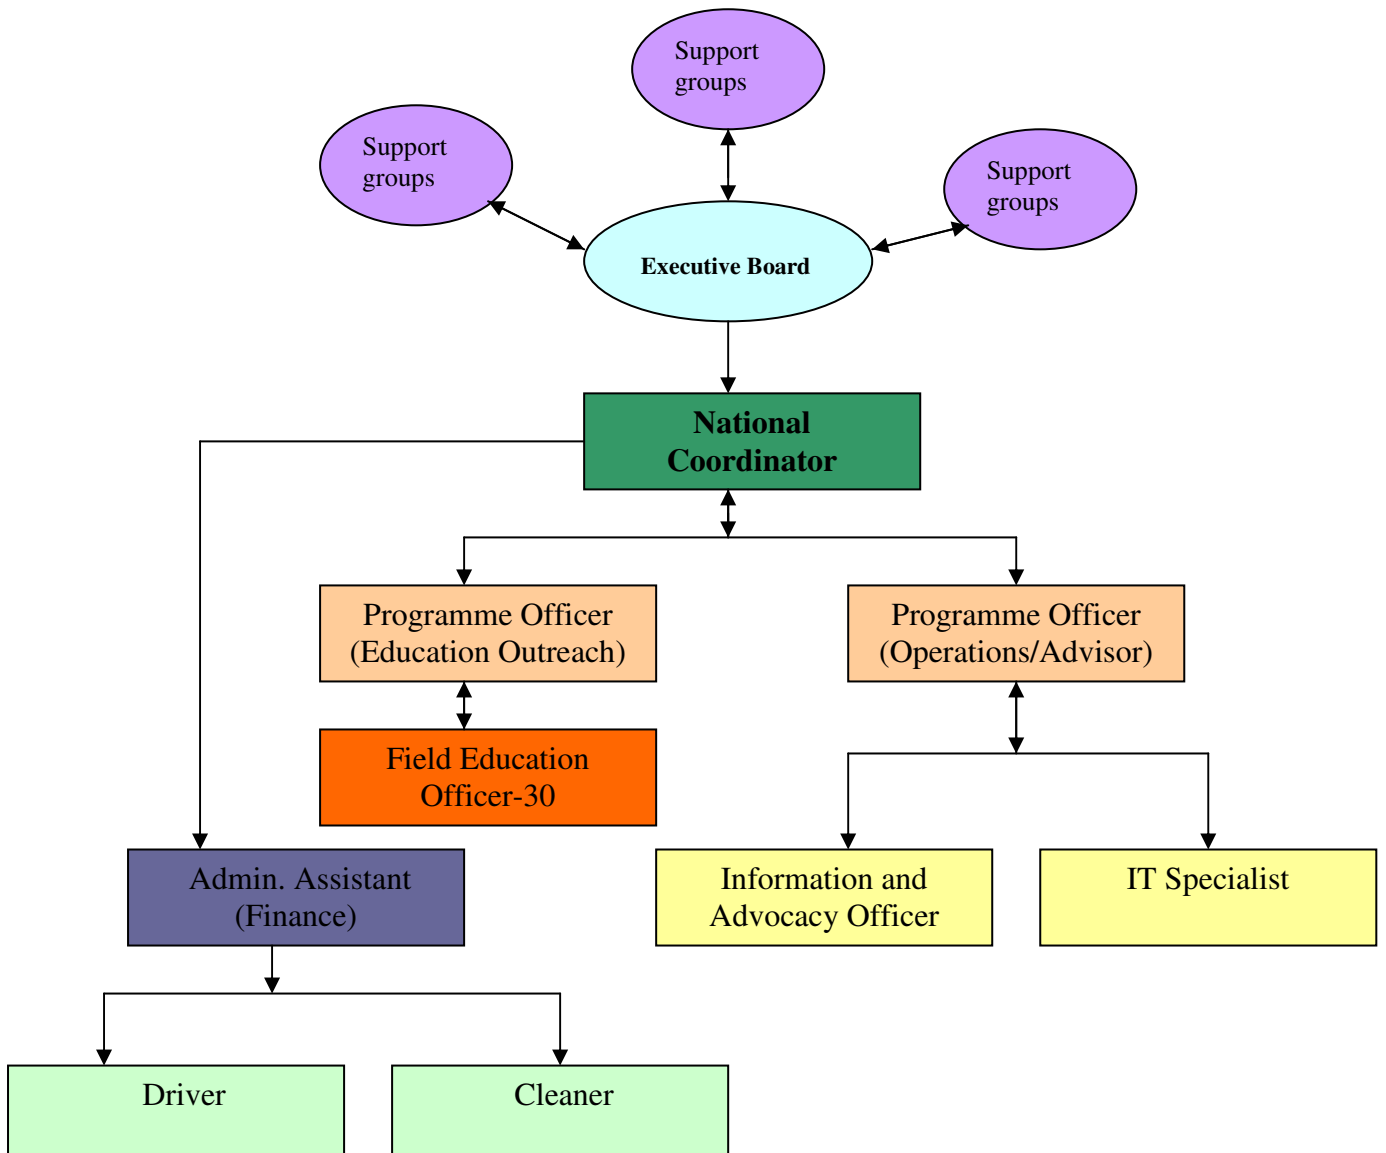 Support
groups
Support
groups
Support
groups
Executive Board
National
Coordinator
Programme Officer
(Education Outreach)
Programme Officer
(Operations/Advisor)
Field Education
Officer-30
Admin. Assistant
(Finance)
Information and
Advocacy Officer
IT Specialist
Driver
Cleaner